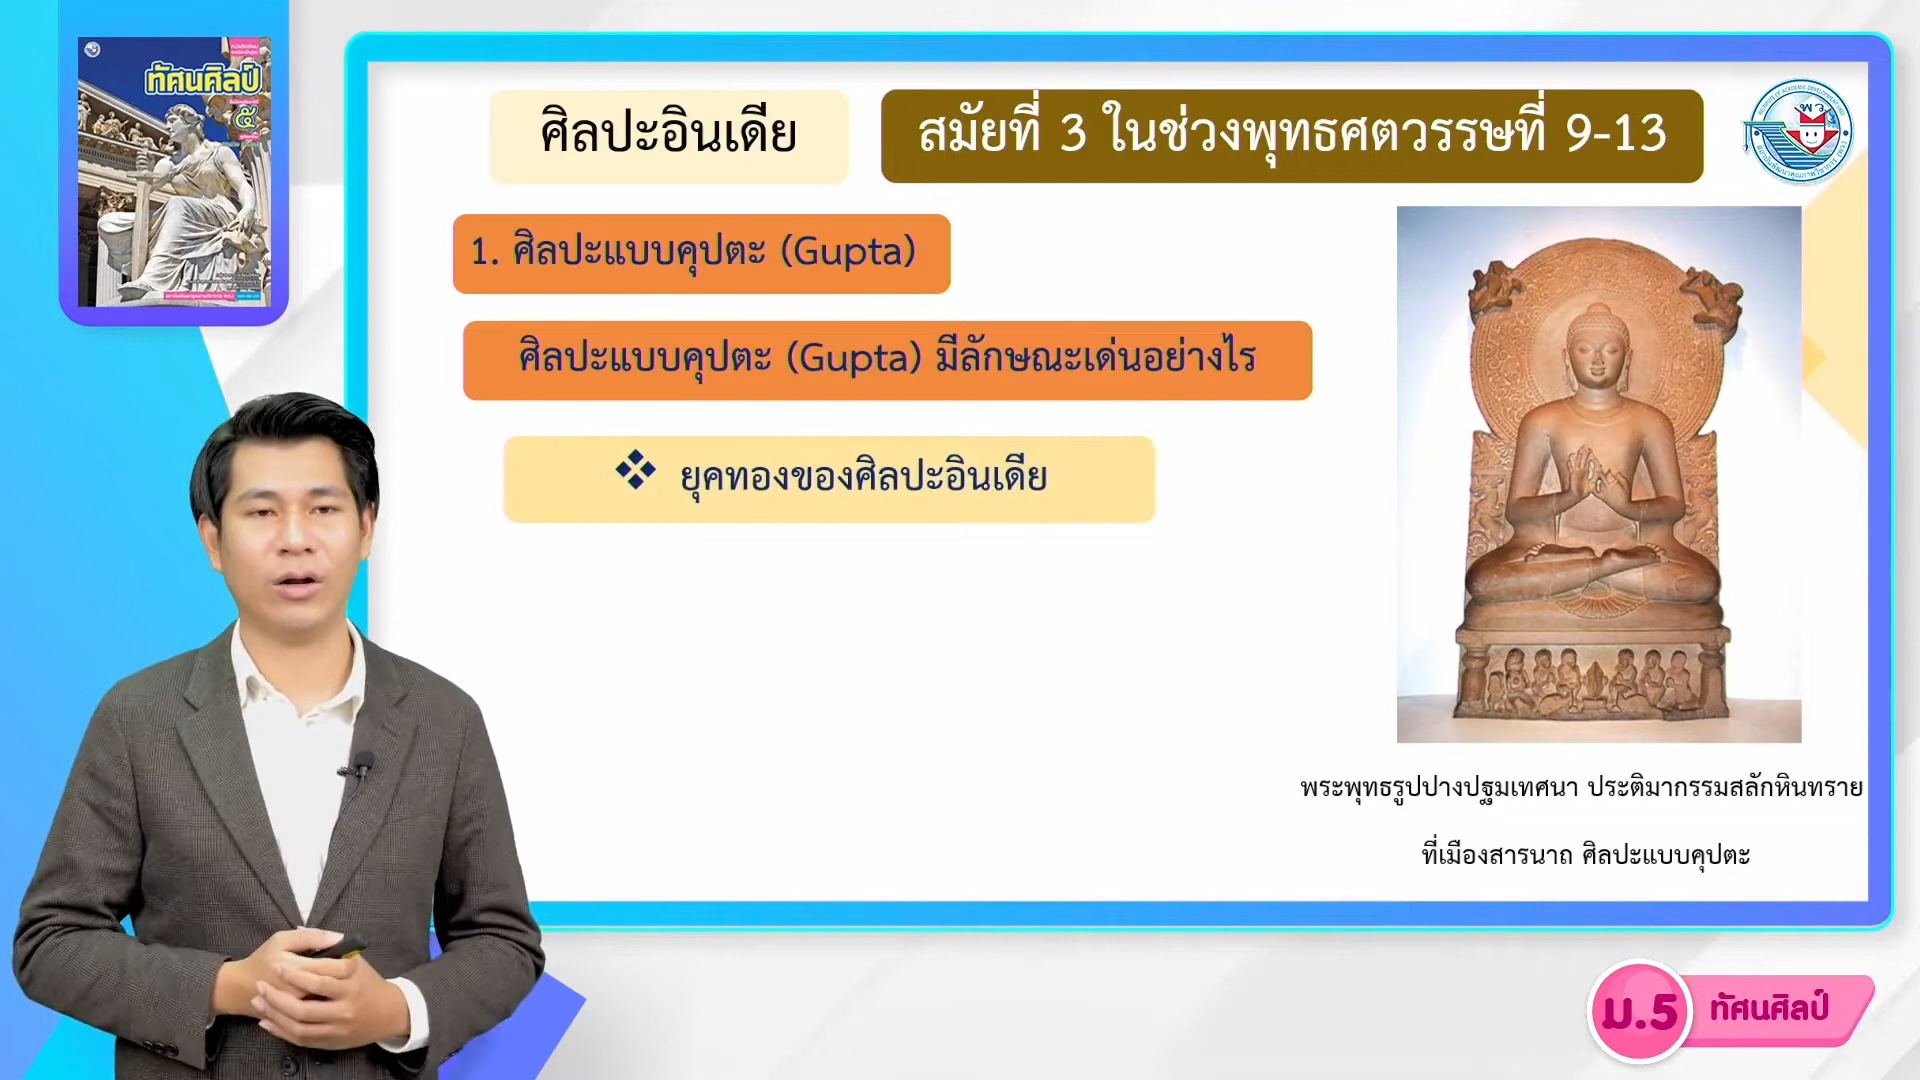 ทัศนศิลป์
๕
ศิลปะอินเดีย
สมัยที่ 3 ในช่วงพุทธศตวรรษที่ 9-13
พว
1. ศิลปะแบบคุปตะ (Gupta)
ศิลปะแบบคุปตะ (Gupta) มีลักษณะเด่นอย่างไร
❖ ยุคทองของศิลปะอินเดีย
พระพุทธรูปปางปฐมเทศนา ประติมากรรมสลักหินทราย
ที่เมืองสารนาถ ศิลปะแบบคุปตะ
ม.5 ทัศนศิลป์